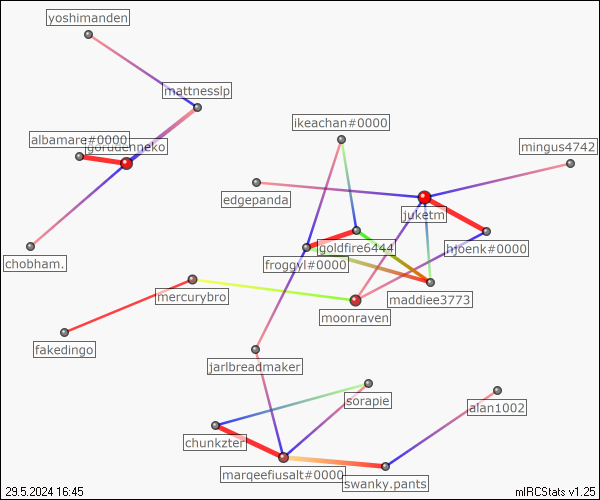 yoshimanden
mattnesslp
albamare#0000
ikeachan#0000
mingus4742
edgepanda
juketm
goldfire6444
hjoenk#0000
chobham.
froggyl#0000
mercurybro
maddiee3773
moonraven
fakedingo
jarlbreadmaker
sorapie
alan1002
chunkzter
marqeefiusalt#0000
swanky.pants
29.5.2024 16:45
mIRCStats v1.25